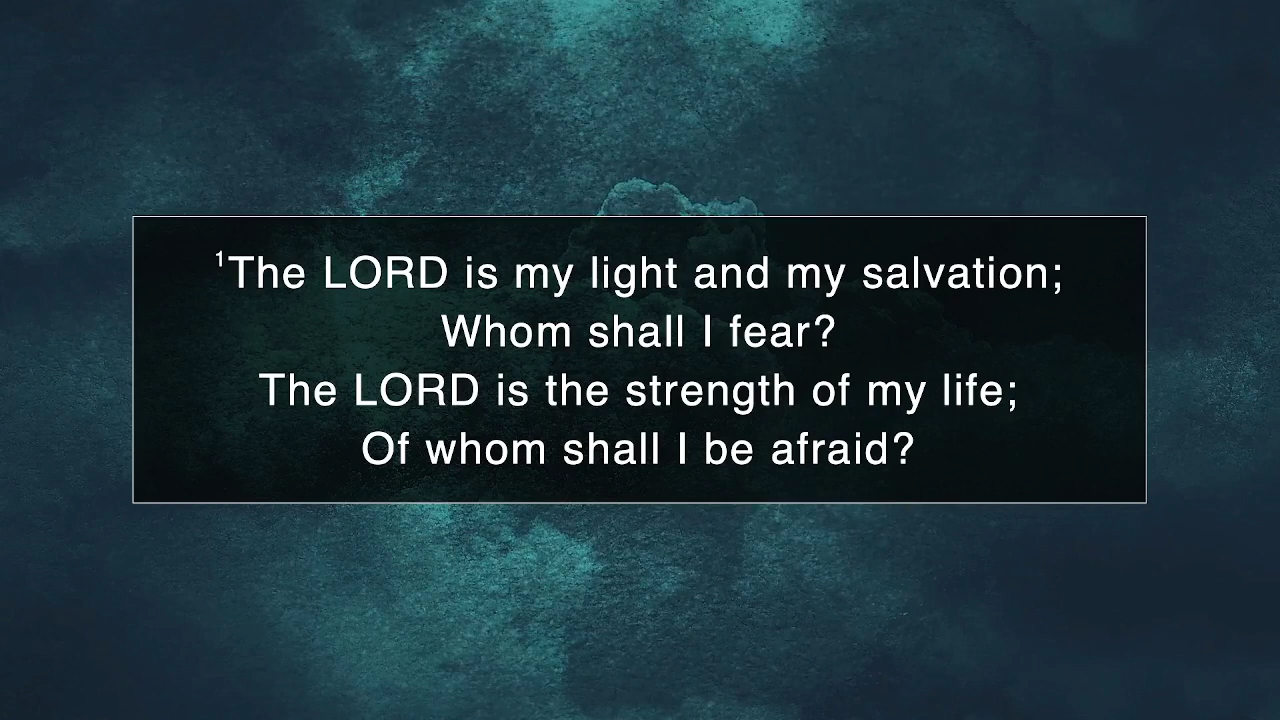 ¹The LORD is my light and my salvation;
Whom shall I fear?
The LORD is the strength of my life;
Of whom shall I be afraid?